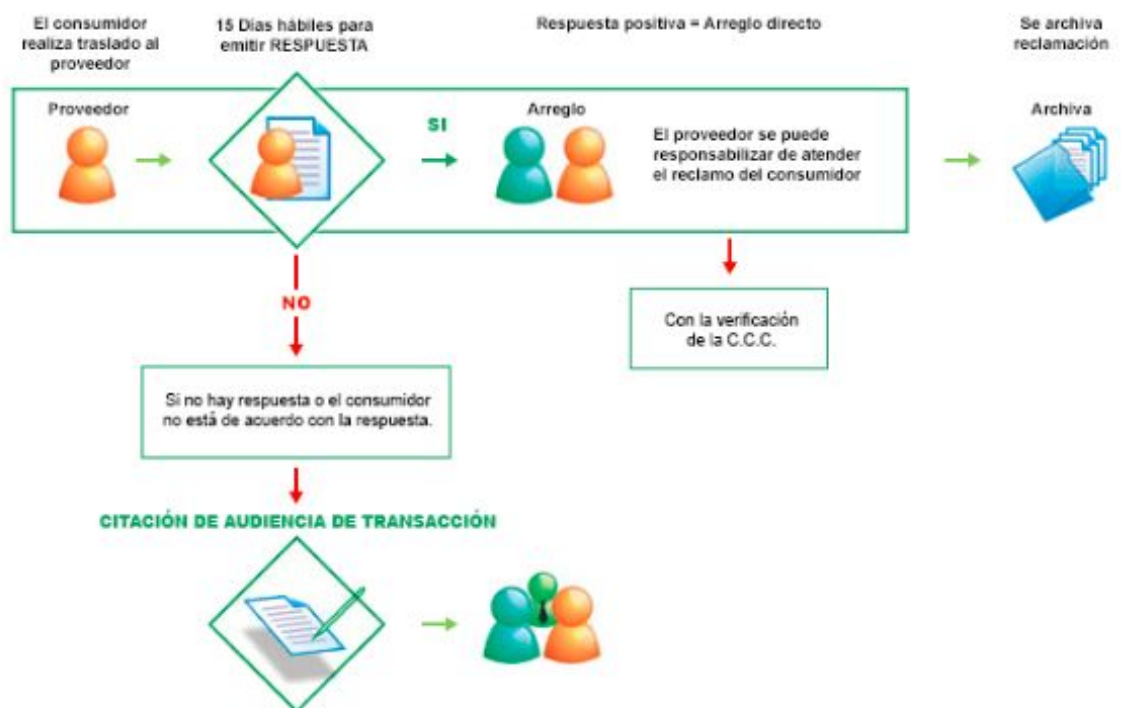 El consumidor
realiza traslado al
proveedor
15 Días hábiles para
emitir RESPUESTA
Respuesta positiva = Arreglo directo
Se archiva
reclamación
Proveedor
SI
Arreglo
El proveedor se puede
responsabilizar de atender
el reclamo del consumidor
Archiva
NO
Con la verificación
de la C.C.C.
Si no hay respuesta o el consumidor
no está de acuerdo con la respuesta.
CITACIÓN DE AUDIENCIA DE TRANSACCIÓN